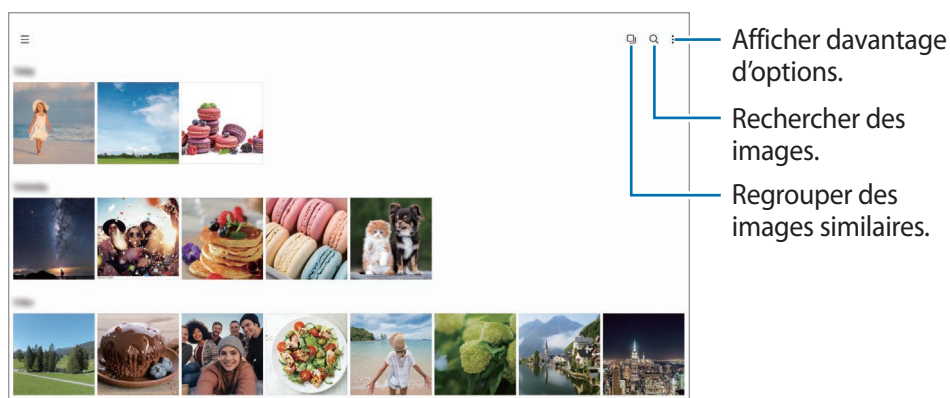 Afficher davantage
d'options.
Rechercher des
images.
Regrouper des
images similaires.